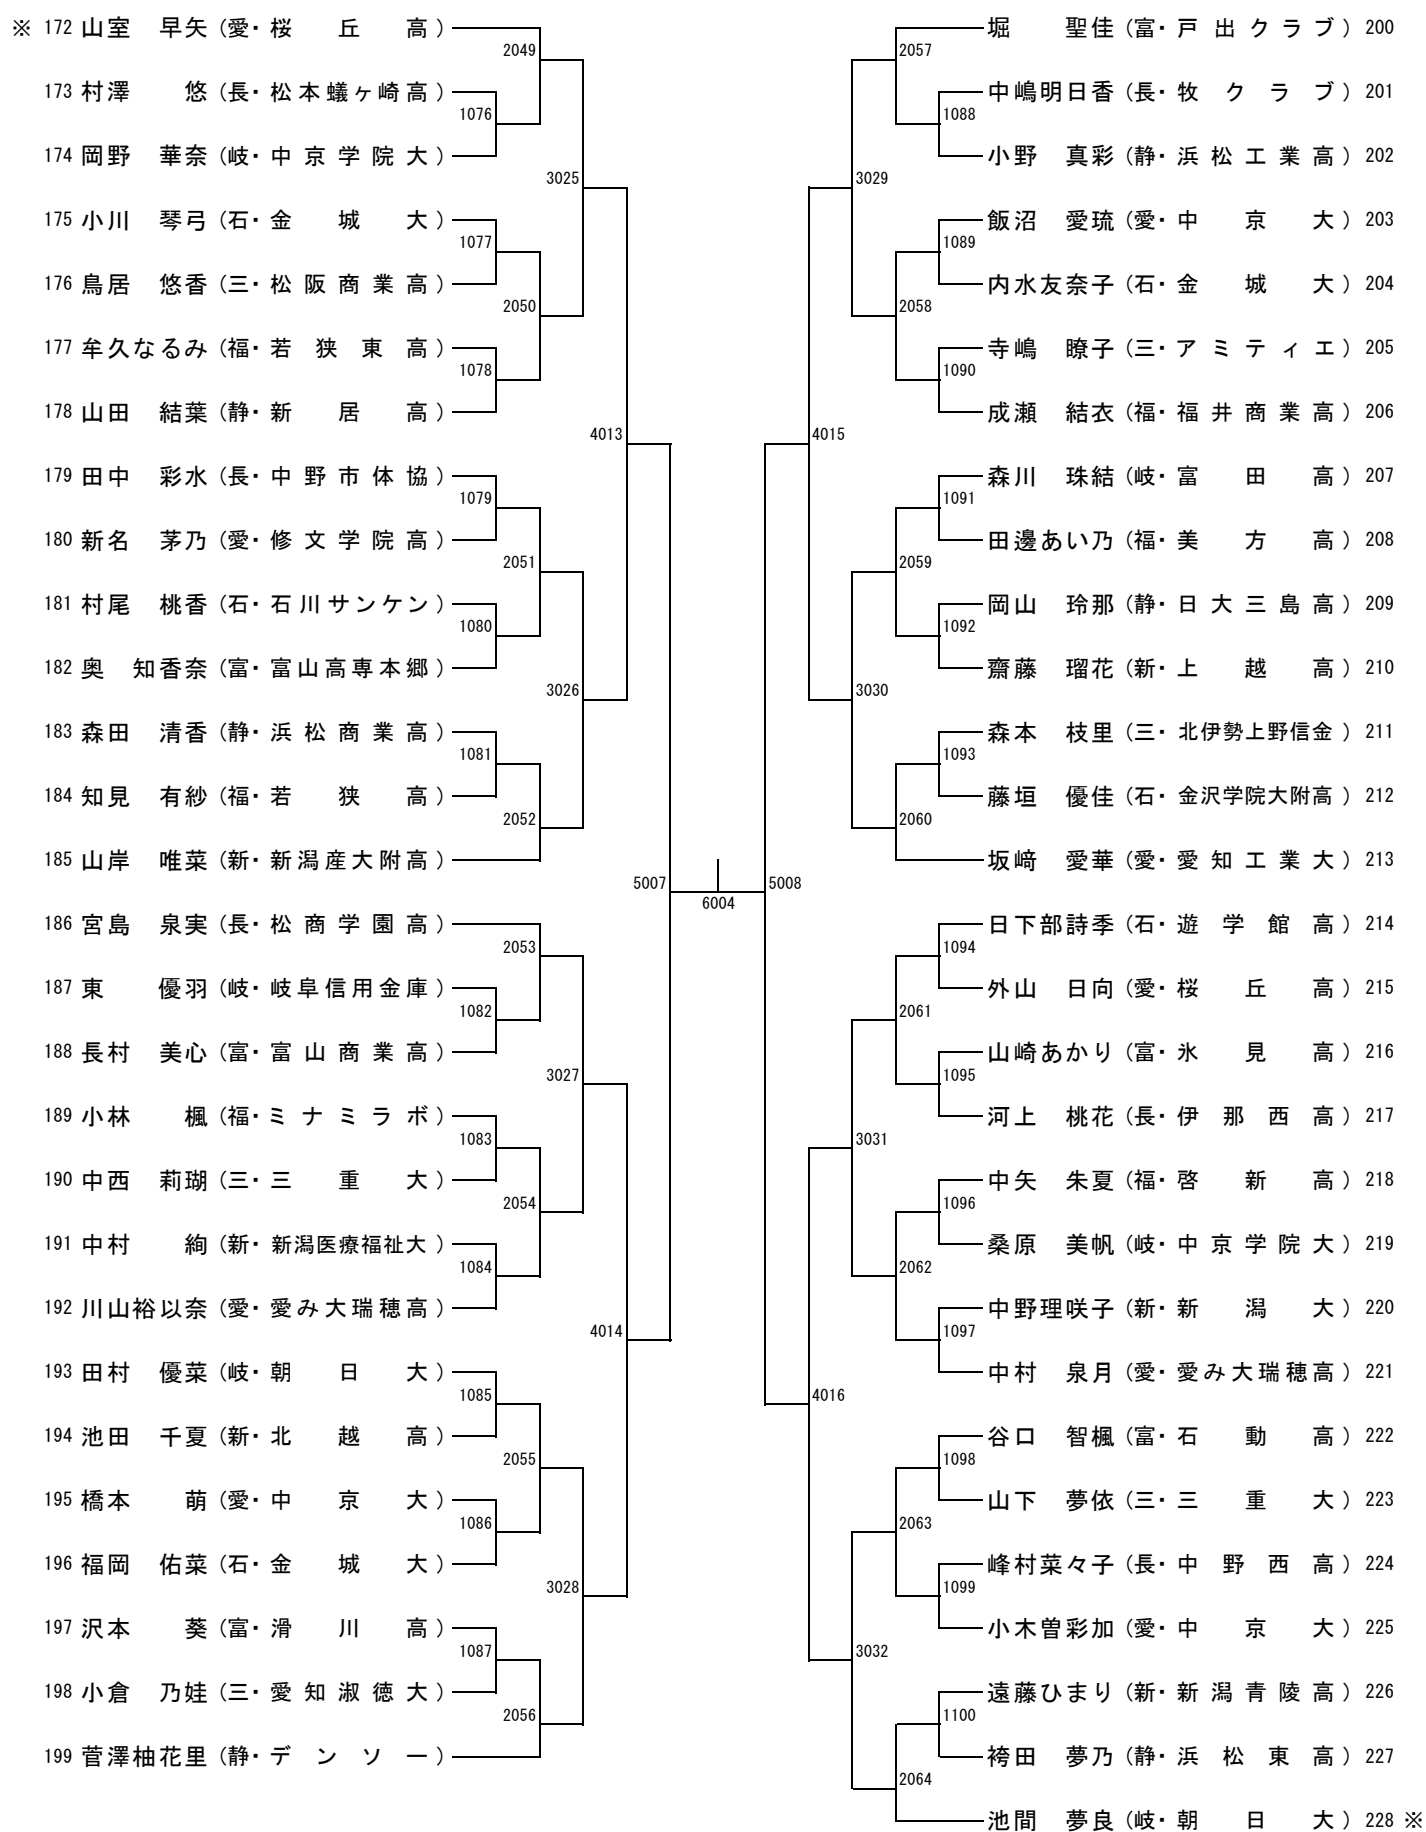 ※ 172 山室 早矢 (愛・桜丘高)
2049
173 村澤 悠 (長・松本蟻ヶ崎高)
1076
174 岡野 華奈 (岐・中京学院大)
3025
175 小川 琴弓 (石・金城大)
1077
176 鳥居 悠香 (三・松阪商業高)
2050
177 牟久なるみ (福・若狭東高)
1078
178 山田 結葉 (静・新居高)
4013
179 田中 彩水 (長・中野市体協)
1079
180 新名 茅乃 (愛・修文学院高)
2051
181 村尾 桃香 (石・石川サンケン)
1080
182 奥 知香奈 (富・富山高専本郷)
3026
183 森田 清香 (静・浜松商業高)
1081
184 知見 有紗 (福・若狭高)
2052
185 山岸 唯菜 (新・新潟産大附高)
5007
186 宮島 泉実 (長・松商学園高)
2053
187 東 優羽 (岐・岐阜信用金庫)
1082
188 長村 美心 (富・富山商業高)
3027
189 小林 楓 (福・ミナミラボ)
1083
190 中西 莉瑚 (三・三重大)
2054
191 中村 絢 (新・新潟医療福祉大)
1084
192 川山裕以奈 (愛・愛み大瑞穂高)
4014
193 田村 優菜 (岐・朝日大)
1085
194 池田 千夏 (新・北越高)
2055
195 橋本 萌 (愛・中京大)
1086
196 福岡 佑菜 (石・金城大)
3028
197 沢本 葵 (富・滑川高)
1087
198 小倉 乃娃 (三・愛知淑徳大)
2056
199 菅澤柚花里 (静・デンソー)
6004
堀 聖佳 (富・戸出クラブ) 200
2057
中嶋明日香 (長・牧クラブ) 201
1088
小野 真彩 (静・浜松工業高) 202
3029
飯沼 愛琉 (愛・中京大) 203
1089
内水友奈子 (石・金城大) 204
2058
寺嶋 瞭子 (三・アミティエ) 205
1090
成瀬 結衣 (福・福井商業高) 206
4015
森川 珠結 (岐・富田高) 207
1091
田邊あい乃 (福・美方高) 208
2059
岡山 玲那 (静・日大三島高) 209
1092
齋藤 瑠花 (新・上越高) 210
3030
森本 枝里 (三・北伊勢上野信金) 211
1093
藤垣 優佳 (石・金沢学院大附高) 212
2060
坂﨑 愛華 (愛・愛知工業大) 213
5008
日下部詩季 (石・遊学館高) 214
1094
外山 日向 (愛・桜丘高) 215
2061
山崎あかり (富・氷見高) 216
1095
河上 桃花 (長・伊那西高) 217
3031
中矢 朱夏 (福・啓新高) 218
1096
桑原 美帆 (岐・中京学院大) 219
2062
中野理咲子 (新・新潟大) 220
1097
中村 泉月 (愛・愛み大瑞穂高) 221
4016
谷口 智楓 (富・石動高) 222
1098
山下 夢依 (三・三重大) 223
2063
峰村菜々子 (長・中野西高) 224
1099
小木曽彩加 (愛・中京大) 225
3032
遠藤ひまり (新・新潟青陵高) 226
1100
袴田 夢乃 (静・浜松東高) 227
2064
池間 夢良 (岐・朝日大) 228 ※